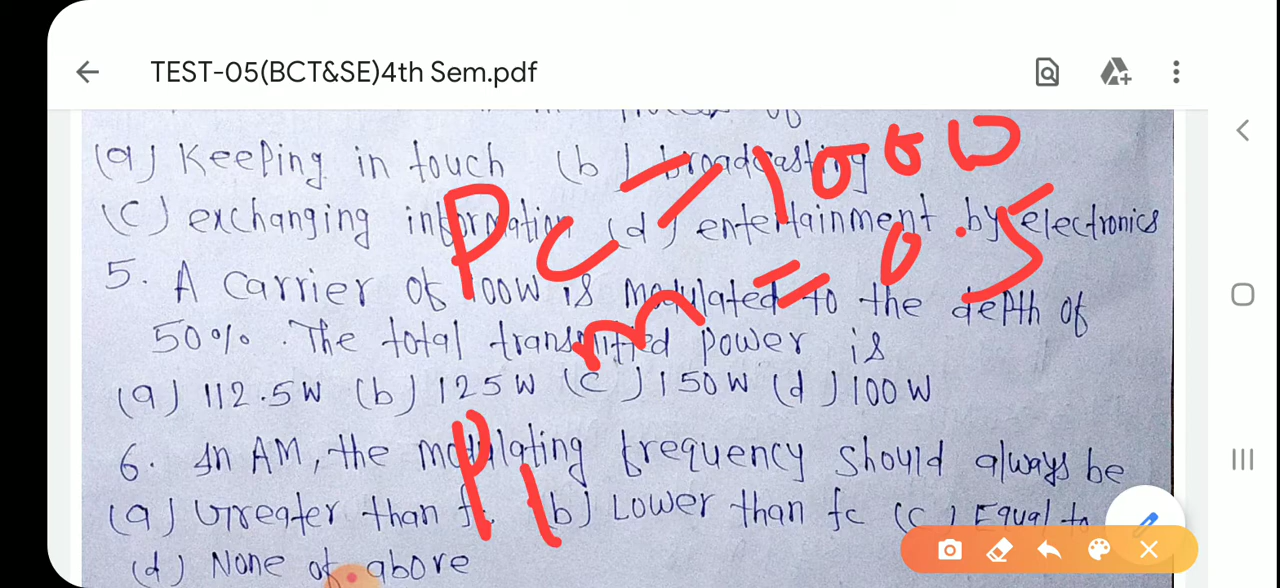 TEST-05(BCT&SE)4th Sem.pdf
(a) Keeping in touch (b) broadcasting
(c) exchanging information (d) entertainment by electronics
5. A carrier of 100W is modulated to the depth of
50%. The total transmitted power is
(a) 112.5W (b) 125W (c) 150W (d) 100W
6. In AM, the modulating frequency should always be
(a) Greater than fc (b) Lower than fc (c) Equal to
(d) None of above
Pc = 100
m = 0.5